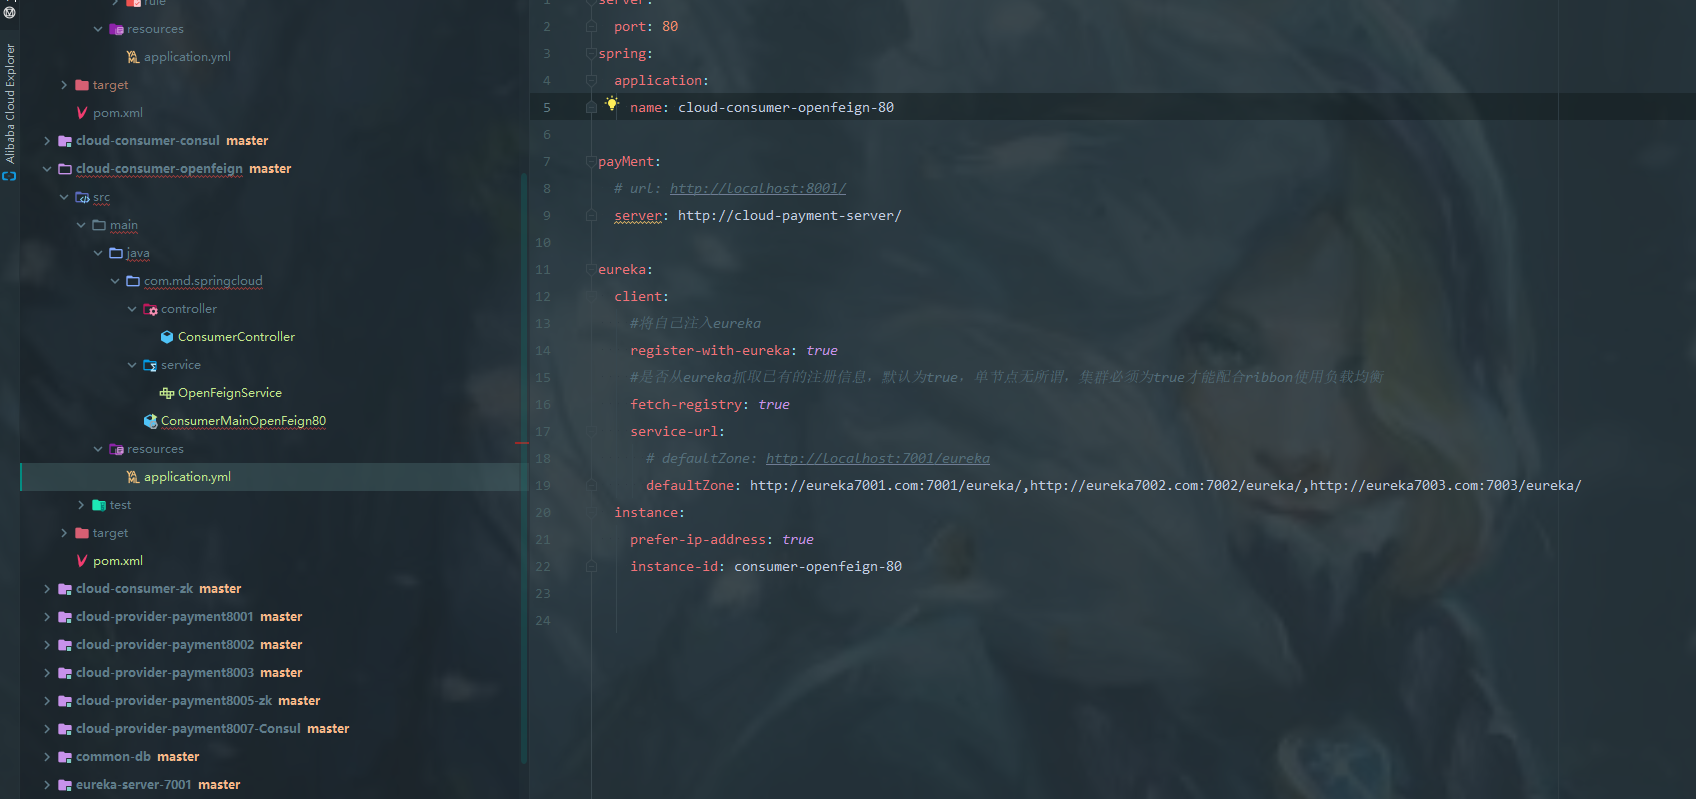 Alibaba Cloud Explorer
rule
resources
application.yml
target
pom.xml
cloud-consumer-consul master
cloud-consumer-openfeign master
src
main
java
com.md.springcloud
controller
ConsumerController
service
OpenFeignService
ConsumerMainOpenFeign80
resources
application.yml
test
target
pom.xml
cloud-consumer-zk master
cloud-provider-payment8001 master
cloud-provider-payment8002 master
cloud-provider-payment8003 master
cloud-provider-payment8005-zk master
cloud-provider-payment8007-Consul master
common-db master
eureka-server-7001 master
1 server:
2 port: 80
3 spring:
4 application:
5 name: cloud-consumer-openfeign-80
6
7 payMent:
8 # url: http://localhost:8001/
9 server: http://cloud-payment-server/
10
11 eureka:
12 client:
13 #将自己注入eureka
14 register-with-eureka: true
15 #是否从eureka抓取已有的注册信息，默认为true，单节点无所谓，集群必须为true才能配合ribbon使用负载均衡
16 fetch-registry: true
17 service-url:
18 # defaultZone: http://localhost:7001/eureka
19 defaultZone: http://eureka7001.com:7001/eureka/,http://eureka7002.com:7002/eureka/,http://eureka7003.com:7003/eureka/
20 instance:
21 prefer-ip-address: true
22 instance-id: consumer-openfeign-80
23
24